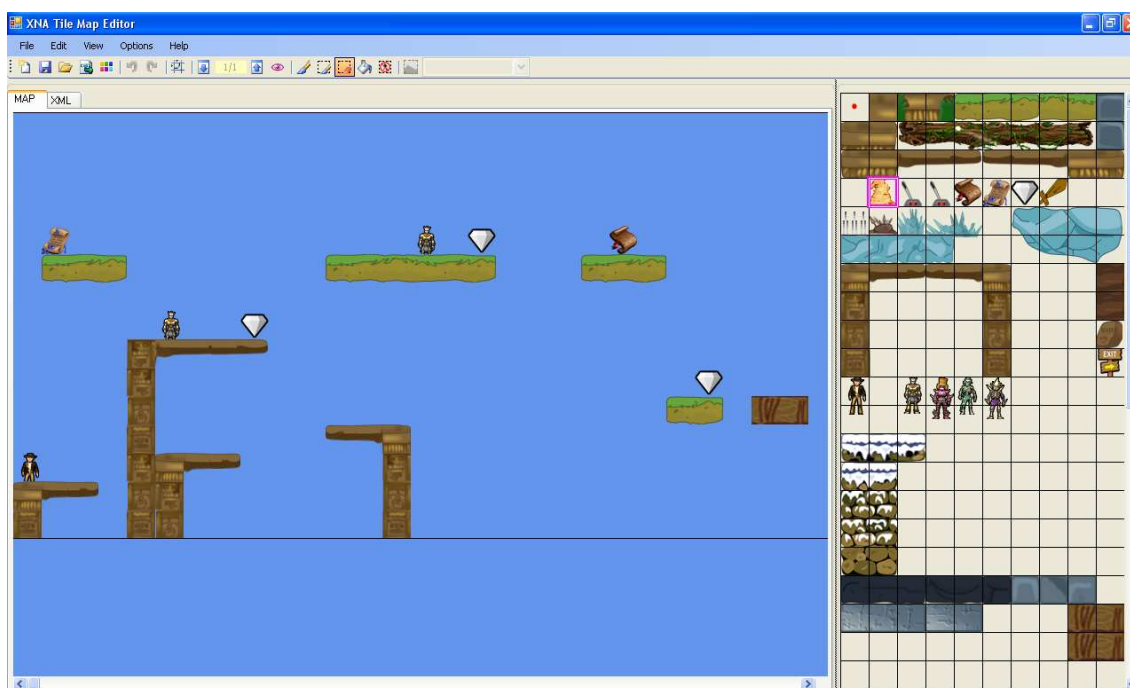 XNA Tile Map Editor
File Edit View Options Help
1/1
MAP XML
EXIT